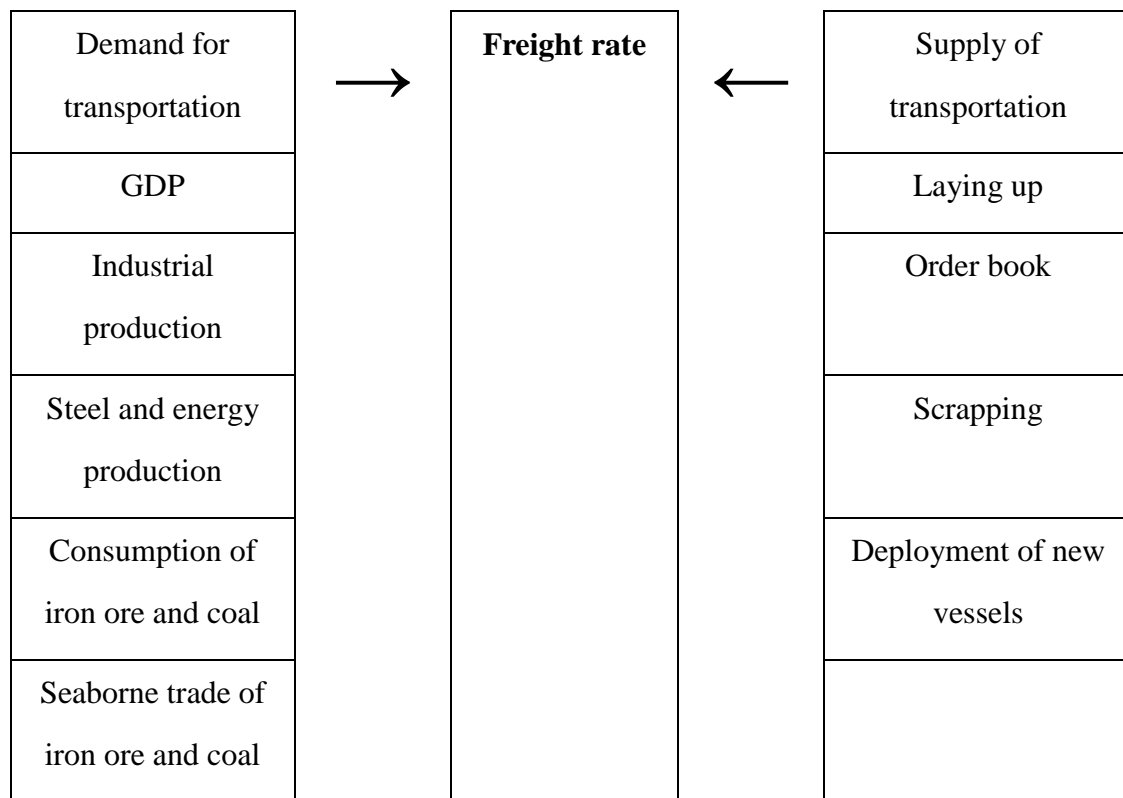 Demand for
transportation
→
Freight rate
←
Supply of
transportation
GDP
Laying up
Industrial
production
Order book
Steel and energy
production
Scrapping
Consumption of
iron ore and coal
Deployment of new
vessels
Seaborne trade of
iron ore and coal